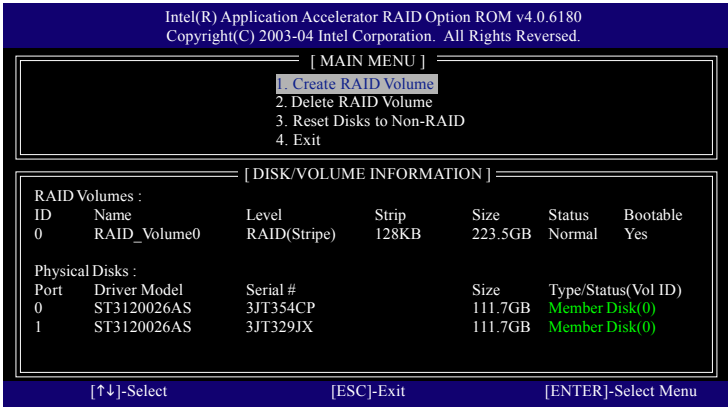 Intel(R) Application Accelerator RAID Option ROM v4.0.6180
Copyright(C) 2003-04 Intel Corporation. All Rights Reversed.
[ MAIN MENU ]
1. Create RAID Volume
2. Delete RAID Volume
3. Reset Disks to Non-RAID
4. Exit
[ DISK/VOLUME INFORMATION ]
RAID Volumes :
ID Name Level Strip Size Status Bootable
0 RAID_Volume0 RAID(Stripe) 128KB 223.5GB Normal Yes
Physical Disks :
Port Driver Model Serial # Size Type/Status(Vol ID)
0 ST3120026AS 3JT354CP 111.7GB Member Disk(0)
1 ST3120026AS 3JT329JX 111.7GB Member Disk(0)
[↑↓]-Select [ESC]-Exit [ENTER]-Select Menu